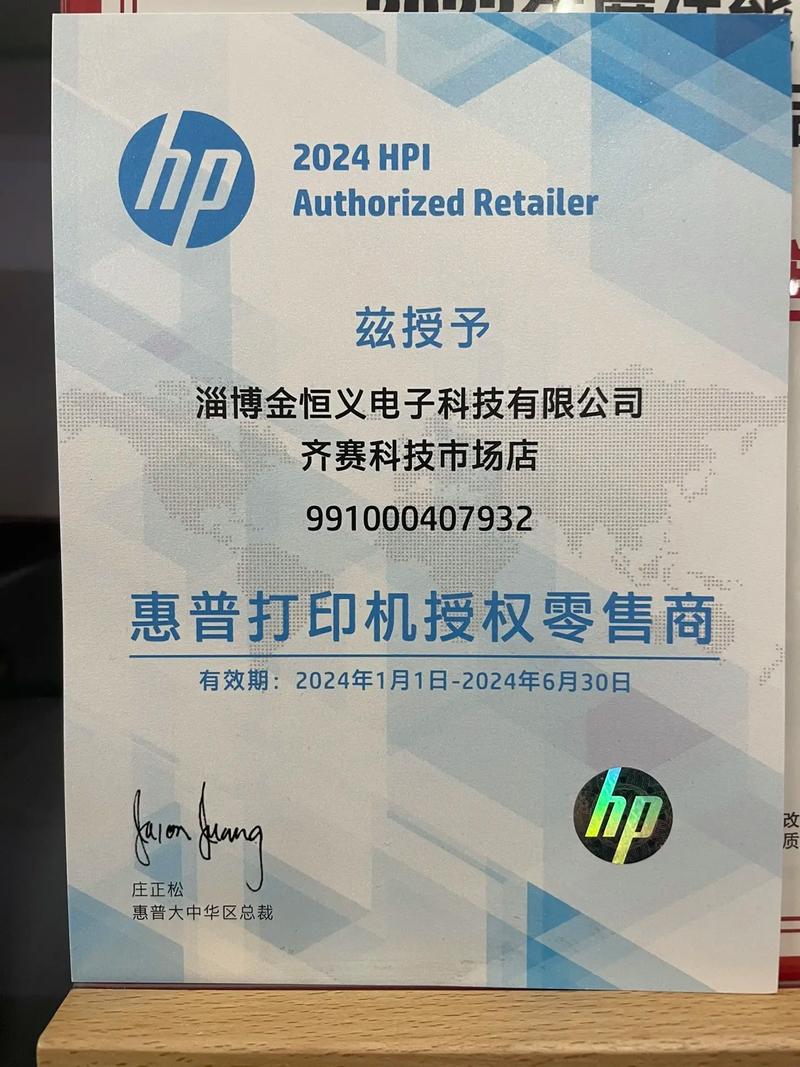 hp
2024 HPI
Authorized Retailer
兹授予
淄博金恒义电子科技有限公司
齐赛科技市场店
991000407932
惠普打印机授权零售商
有效期：2024年1月1日-2024年6月30日
hp
庄正松
惠普大中华区总裁
改
质